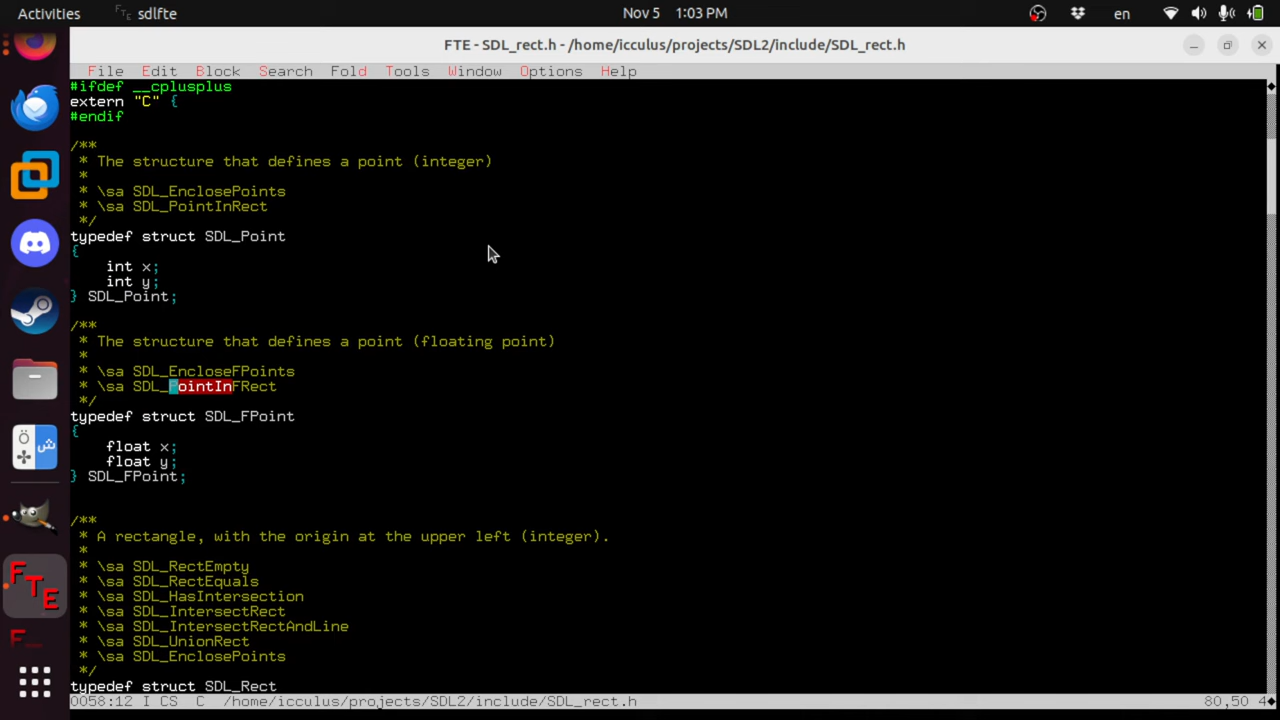 Activities sdlfte Nov 5 1:03 PM en
FTE - SDL_rect.h - /home/icculus/projects/SDL2/include/SDL_rect.h
File Edit Block Search Fold Tools Window Options Help
#ifdef __cplusplus
extern "C" {
#endif
/**
* The structure that defines a point (integer)
*
* \sa SDL_EnclosePoints
* \sa SDL_PointInRect
*/
typedef struct SDL_Point
{
int x;
int y;
} SDL_Point;
/**
* The structure that defines a point (floating point)
*
* \sa SDL_EncloseFPoints
* \sa SDL_PointInFRect
*/
typedef struct SDL_FPoint
{
float x;
float y;
} SDL_FPoint;
/**
* A rectangle, with the origin at the upper left (integer).
*
* \sa SDL_RectEmpty
* \sa SDL_RectEquals
* \sa SDL_HasIntersection
* \sa SDL_IntersectRect
* \sa SDL_IntersectRectAndLine
* \sa SDL_UnionRect
* \sa SDL_EnclosePoints
*/
typedef struct SDL_Rect
0058:12 I CS C /home/icculus/projects/SDL2/include/SDL_rect.h 80,50 4
FTE